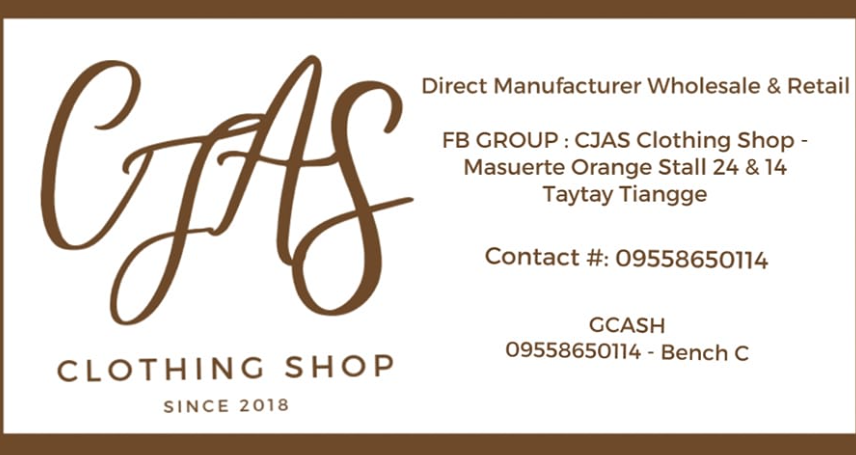 CJAS
CLOTHING SHOP
SINCE 2018
Direct Manufacturer Wholesale & Retail
FB GROUP : CJAS Clothing Shop -
Masuerte Orange Stall 24 & 14
Taytay Tiangge
Contact #: 09558650114
GCASH
09558650114 - Bench C